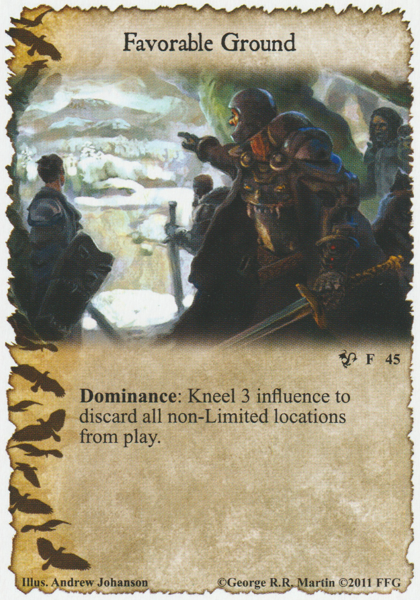 Favorable Ground
F 45
Dominance: Kneel 3 influence to
discard all non-Limited locations
from play.
Illus. Andrew Johanson ©George R.R. Martin ©2011 FFG